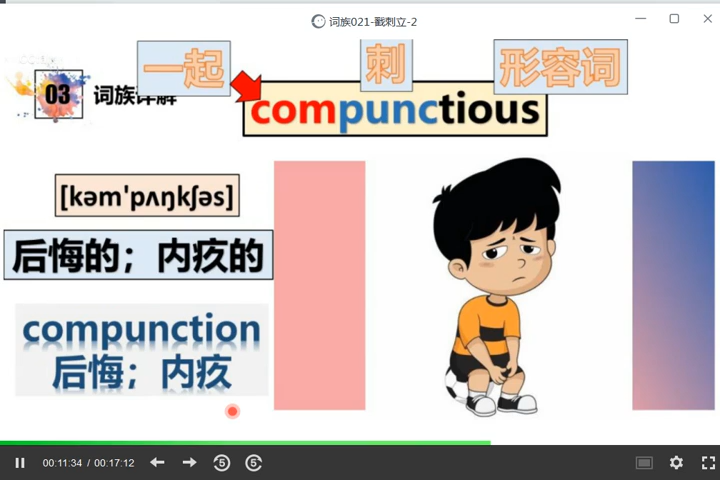 词族021-戳刺立-2
一起
刺
形容词
03
词族详解
compunctious
[kəm'pʌŋkʃəs]
后悔的；内疚的
compunction
后悔；内疚
00:11:34 / 00:17:12
5
5